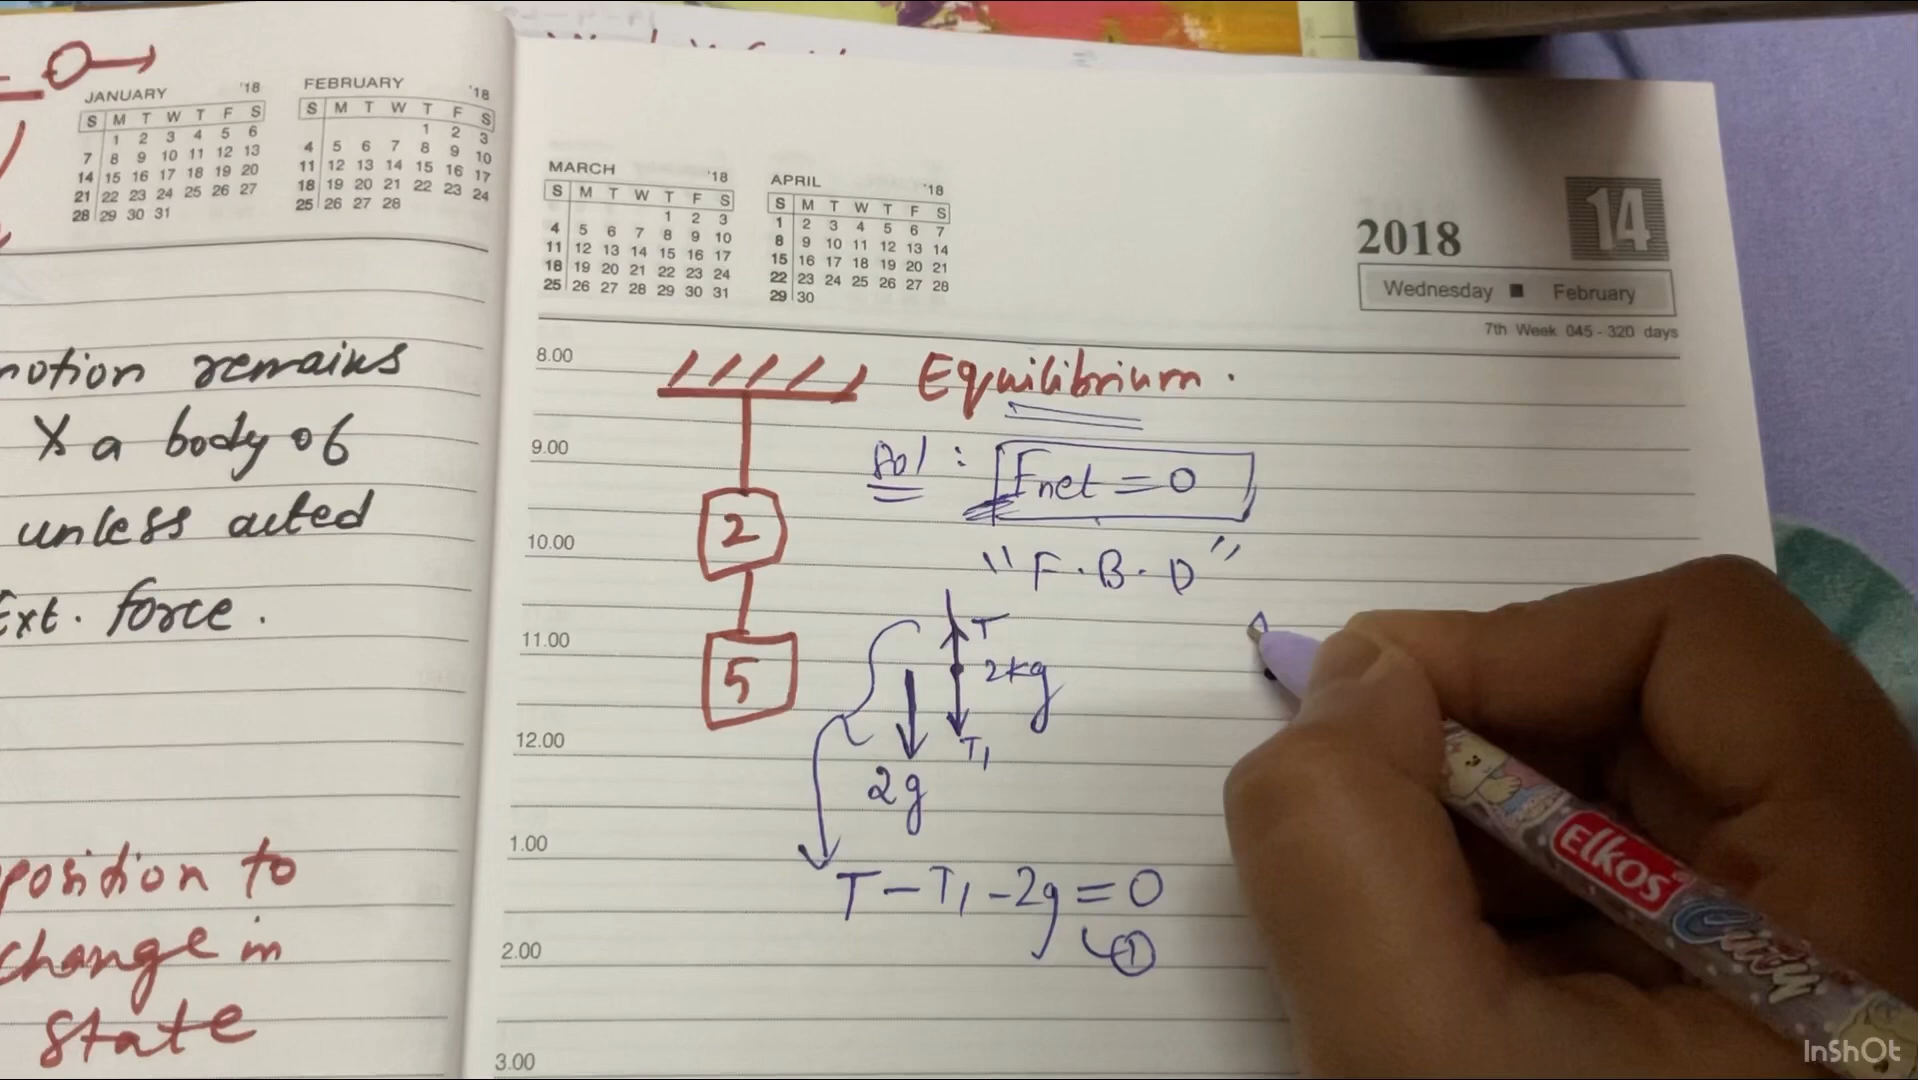 JANUARY '18
S M T W T F S
1 2 3 4 5 6
7 8 9 10 11 12 13
14 15 16 17 18 19 20
21 22 23 24 25 26 27
28 29 30 31
FEBRUARY '18
S M T W T F S
1 2 3
4 5 6 7 8 9 10
11 12 13 14 15 16 17
18 19 20 21 22 23 24
25 26 27 28
motion remains
a body of
unless acted
Ext. force.
position to
change in
state
MARCH '18
S M T W T F S
1 2 3
4 5 6 7 8 9 10
11 12 13 14 15 16 17
18 19 20 21 22 23 24
25 26 27 28 29 30 31
APRIL '18
S M T W T F S
1 2 3 4 5 6 7
8 9 10 11 12 13 14
15 16 17 18 19 20 21
22 23 24 25 26 27 28
29 30
2018 14
Wednesday ■ February
7th Week 045 - 320 days
8.00
Equilibrium.
9.00
Sol : Fnet = 0
2
10.00
"F.B.D"
T
11.00
2kg
5
12.00
T1
2g
1.00
T - T1 - 2g = 0
1
2.00
3.00
Elkos
InShOt